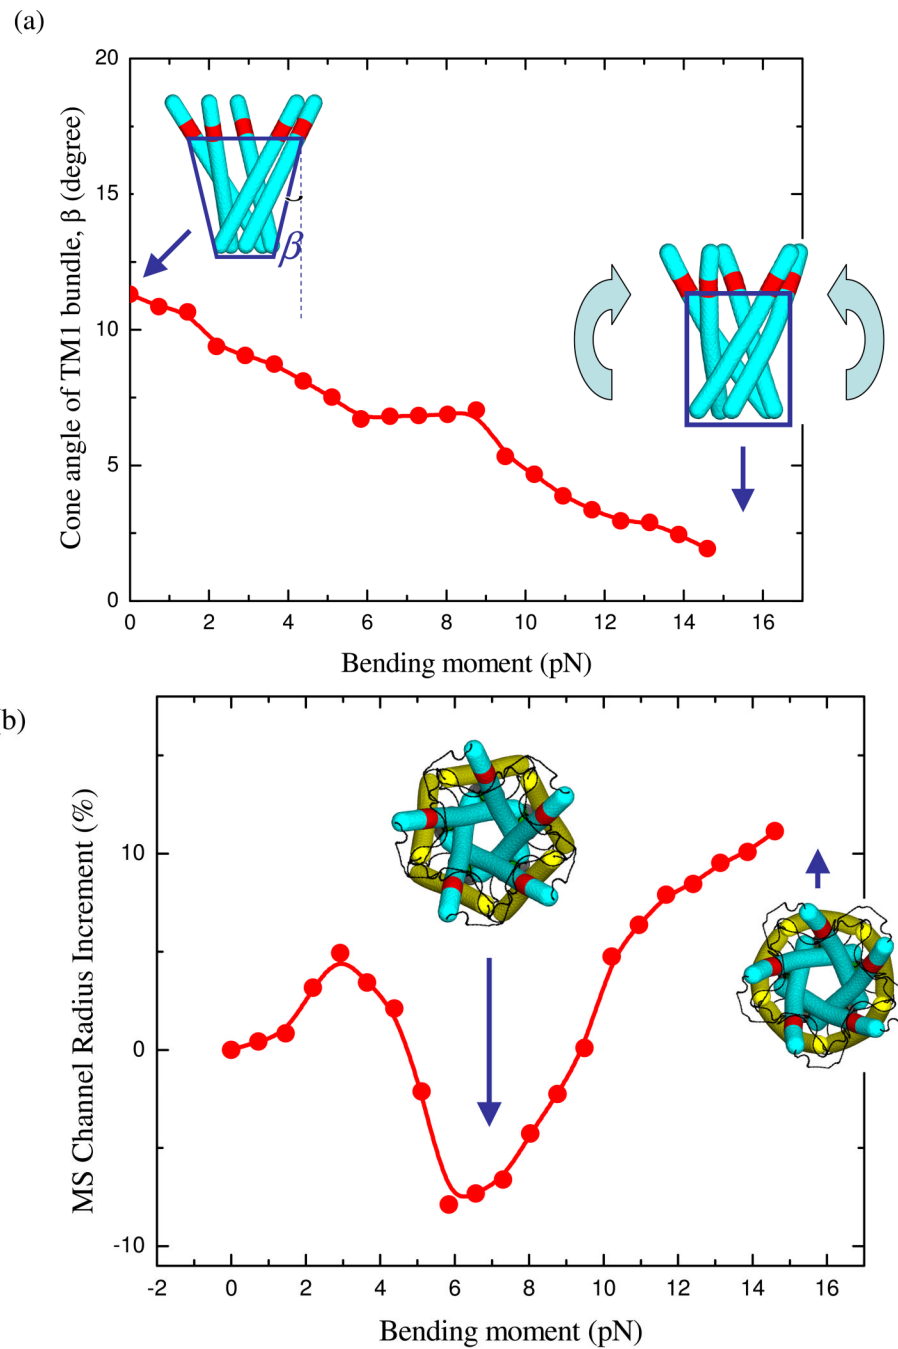 (a)
20
15
10
5
0
Cone angle of TM1 bundle, β (degree)
β
0 2 4 6 8 10 12 14 16
Bending moment (pN)
b)
10
0
-10
MS Channel Radius Increment (%)
-2 0 2 4 6 8 10 12 14 16
Bending moment (pN)